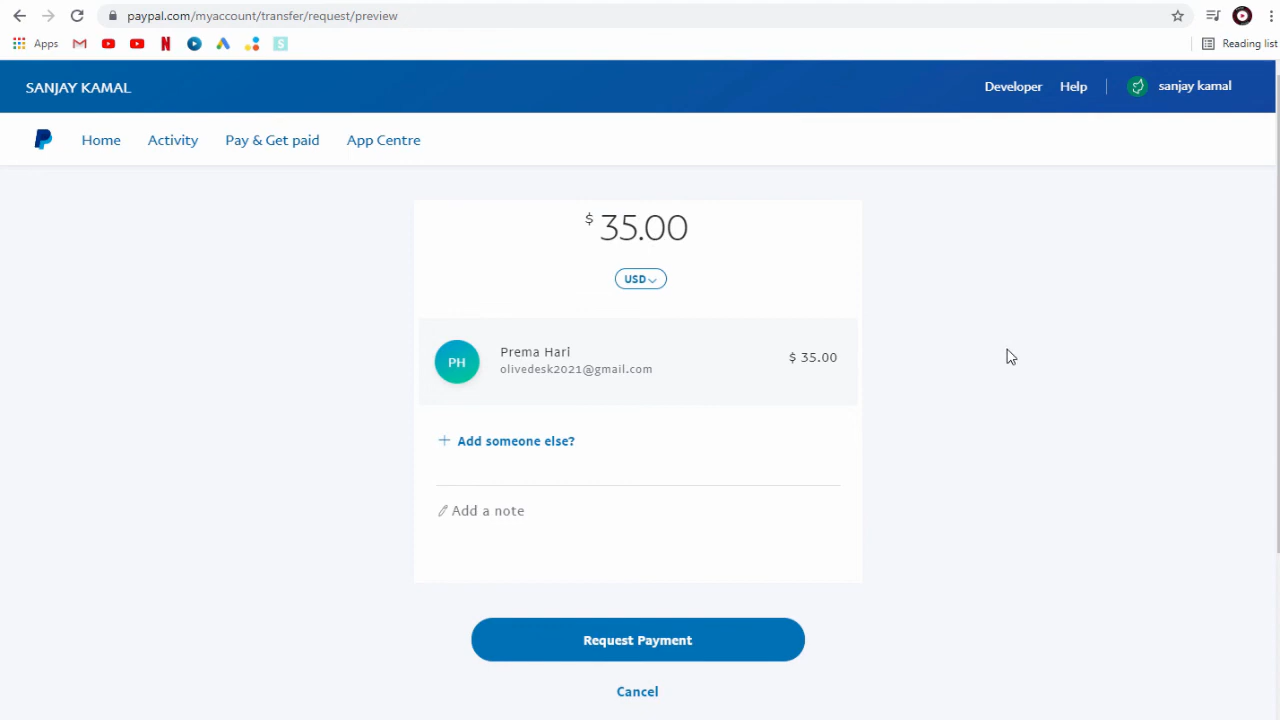 paypal.com/myaccount/transfer/request/preview
Apps
Reading list
SANJAY KAMAL
Developer Help sanjay kamal
Home Activity Pay & Get paid App Centre
$ 35.00
USD
PH
Prema Hari
olivedesk2021@gmail.com
$ 35.00
Add someone else?
Add a note
Request Payment
Cancel